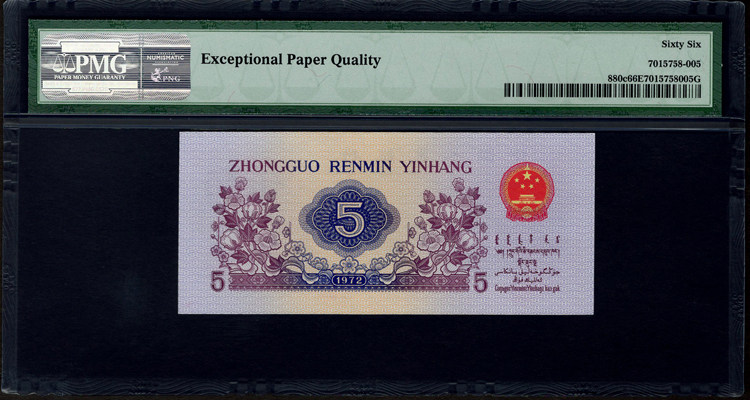 PMG
PAPER MONEY GUARANTY
NUMISMATIC
PNG
Exceptional Paper Quality
Sixty Six
7015758-005
880c66E7015758005G
ZHONGGUO RENMIN YINHANG
5
5
1972
5